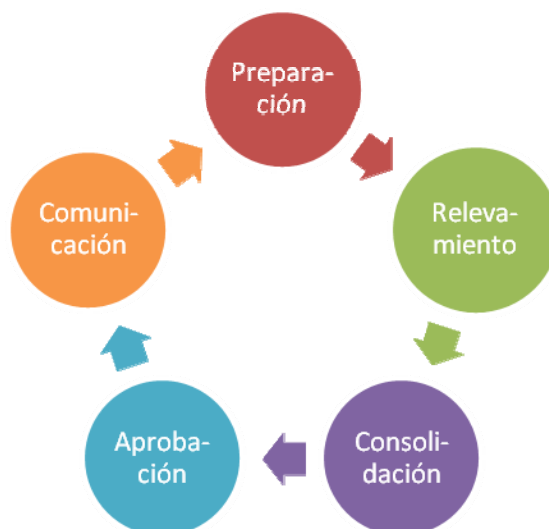 Prepara-
ción
Releva-
miento
Consoli-
dación
Aproba-
ción
Comuni-
cación